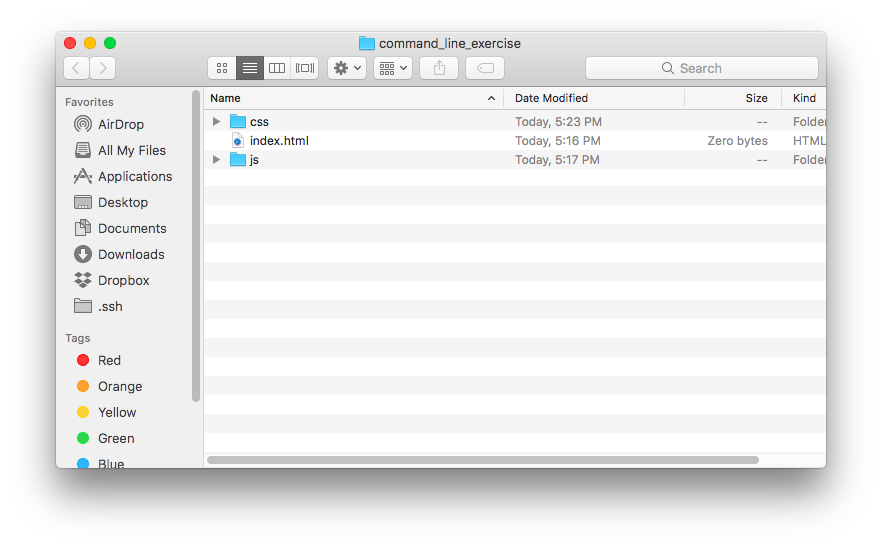 command_line_exercise
Search
Favorites
AirDrop
All My Files
Applications
Desktop
Documents
Downloads
Dropbox
.ssh
Tags
Red
Orange
Yellow
Green
Blue
Name Date Modified Size Kind
css Today, 5:23 PM -- Folde
index.html Today, 5:16 PM Zero bytes HTML
js Today, 5:17 PM -- Folde